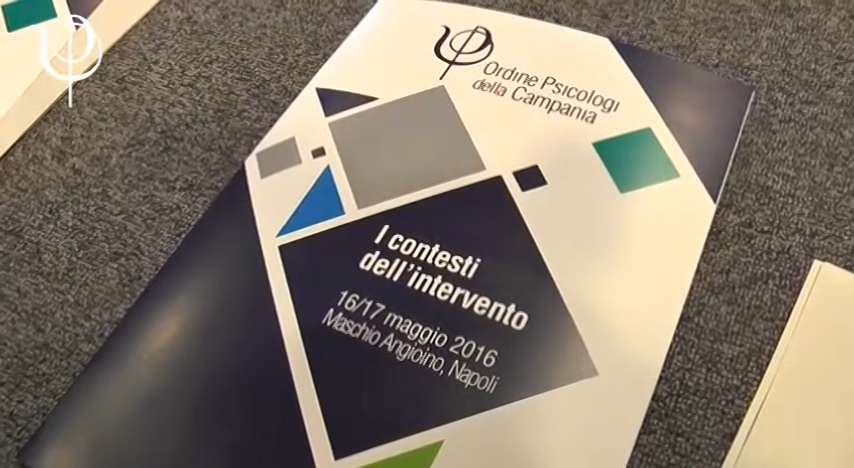 Ordine Psicologi
della Campania
I contesti
dell'intervento
16/17 maggio 2016
Maschio Angioino, Napoli